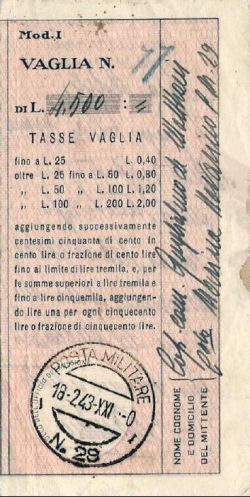 Mod. I
VAGLIA N. 77
DI L. 4.500 :=
TASSE VAGLIA
fino a L. 25 — L. 0,40
oltre L. 25 fino a L. 50 L. 0,80
„ L. 50 „ L. 100 L. 1,20
„ L. 100 „ L. 200 L. 2,00
aggiungendo successivamente
centesimi cinquanta di cento in
cento lire o frazione di cento lire
fino al limite di lire tremila, e, per
le somme superiori a lire tremila e
fino a lire cinquemila, aggiungen-
do lire una per ogni cinquecento
lire o frazione di cinquecento lire.
POSTA MILITARE
18-2.43-XXI -0
N. 29
NOME COGNOME
E DOMICILIO
DEL MITTENTE
Cap. P.M. 29